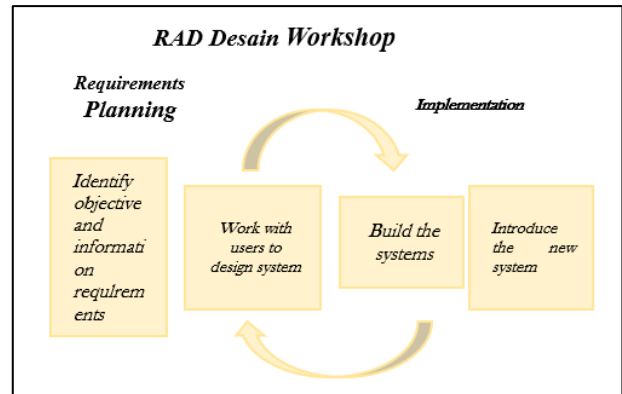 RAD Desain Workshop
Requirements
Planning
Implementation
Identify
objective
and
informati
on
requlrem
ents
Work with
users to
design system
Build the
systems
Introduce
the new
system